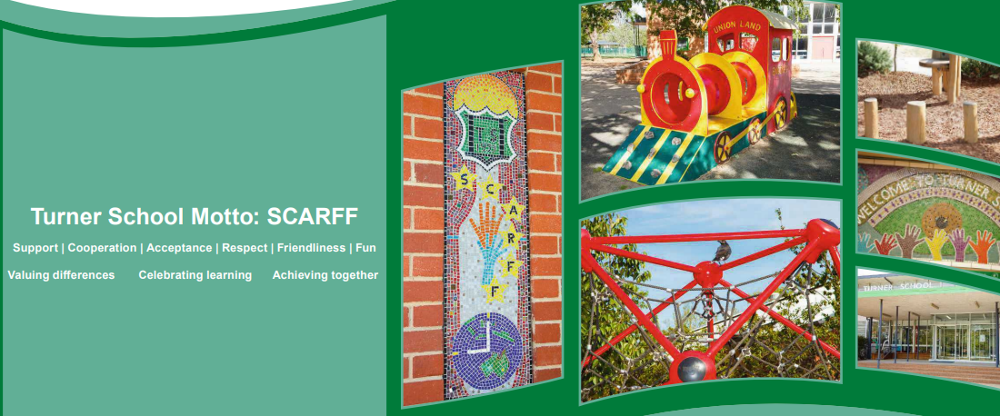 Turner School Motto: SCARFF
Support | Cooperation | Acceptance | Respect | Friendliness | Fun
Valuing differences Celebrating learning Achieving together
S
C
A
R
F
F
UNION LAND
WELCOME TO TURNER S
TURNER SCHOOL